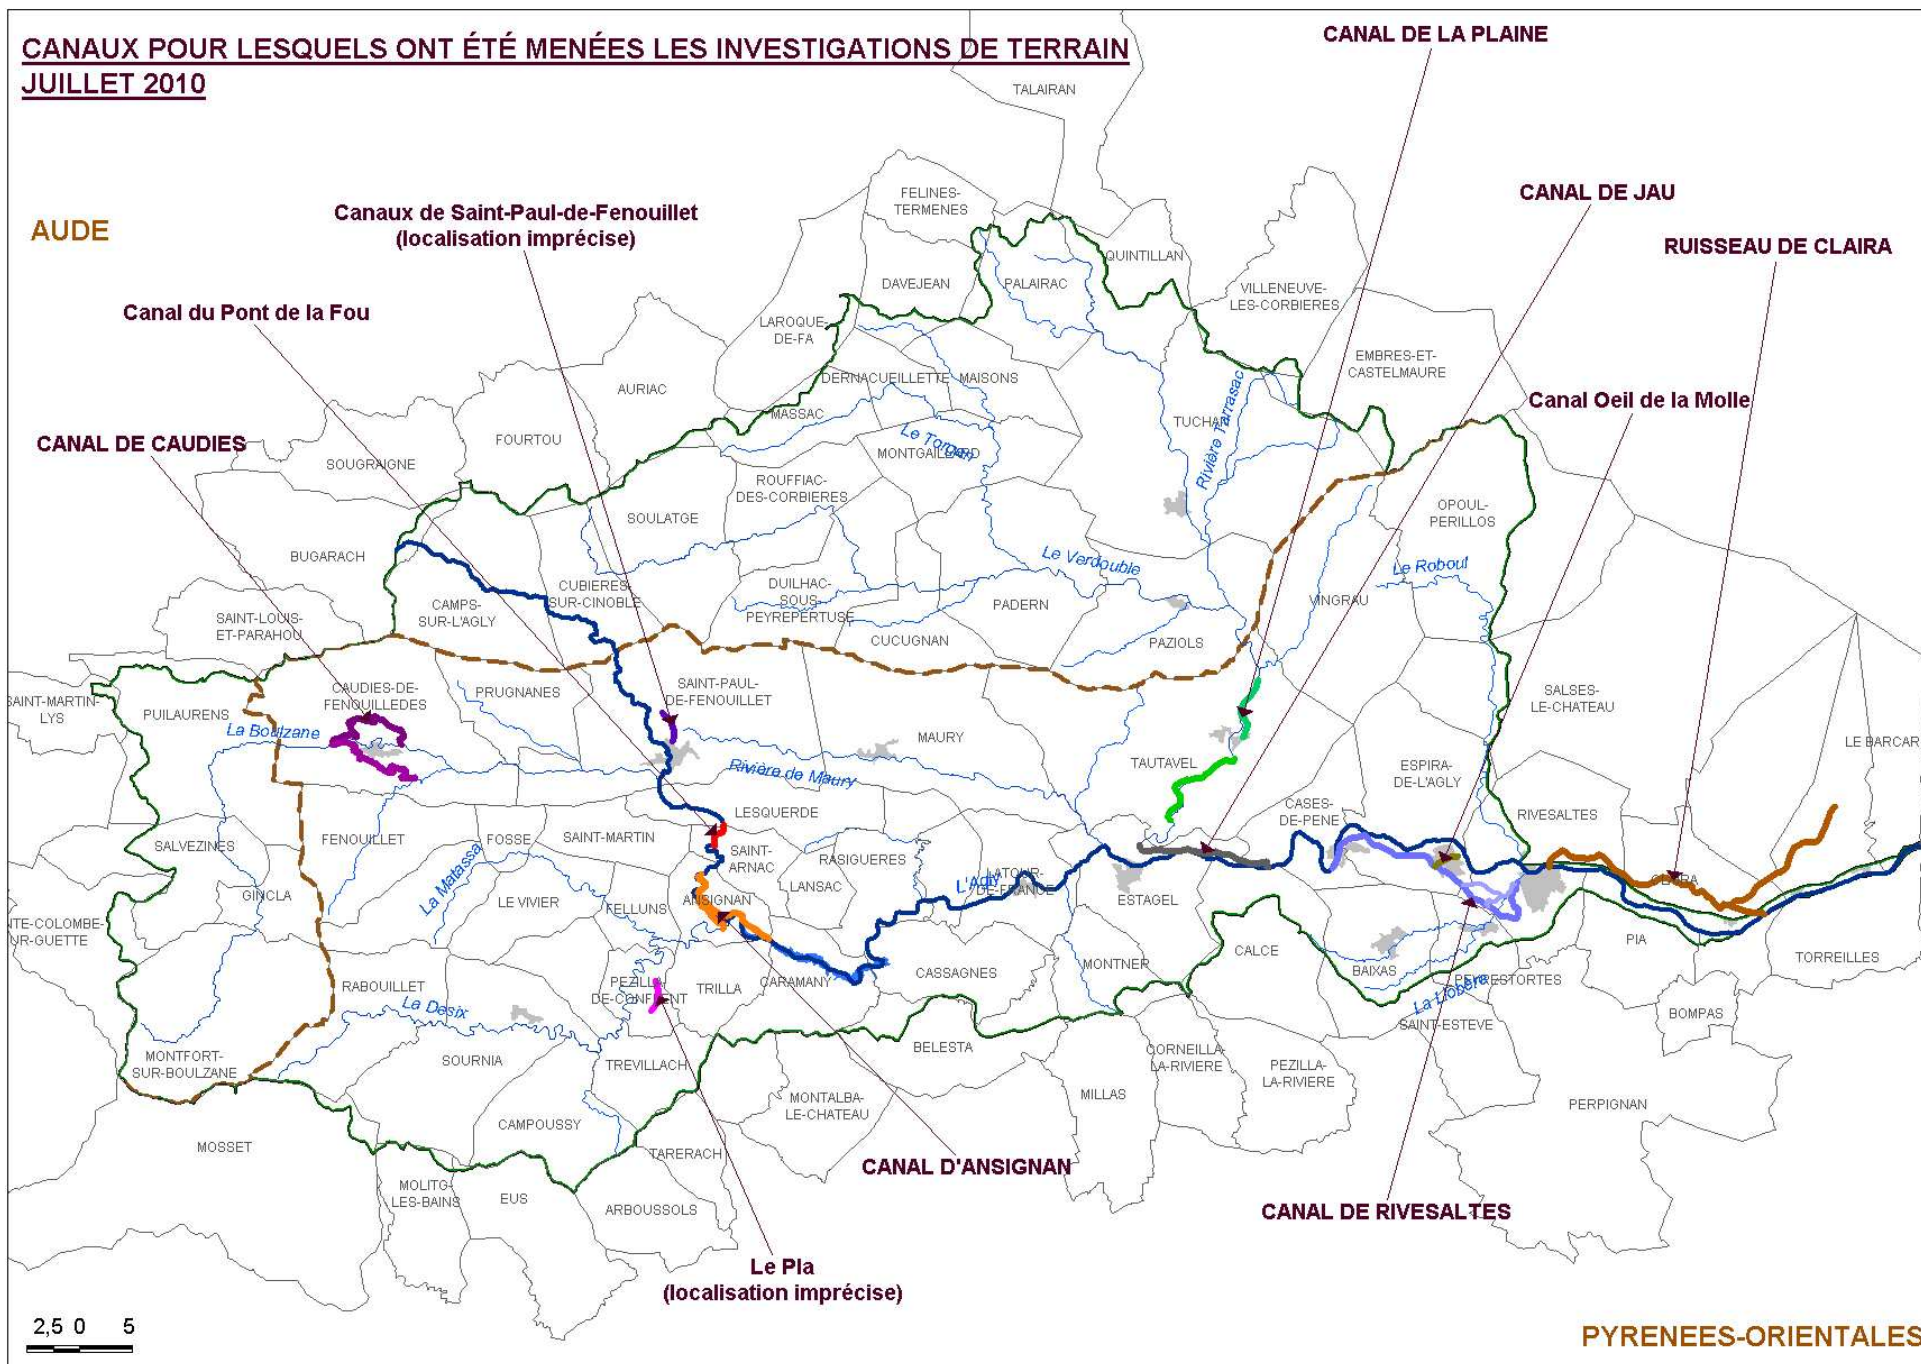 CANAUX POUR LESQUELS ONT ÉTÉ MENÉES LES INVESTIGATIONS DE TERRAIN
JUILLET 2010
CANAL DE LA PLAINE
TALAIRAN
AUDE
Canaux de Saint-Paul-de-Fenouillet
(localisation imprécise)
FELINES-
TERMENES
CANAL DE JAU
RUISSEAU DE CLAIRA
QUINTILLAN
DAVEJEAN
PALAIRAC
VILLENEUVE-
LES-CORBIERES
Canal du Pont de la Fou
LAROQUE-
DE-FA
EMBRES-ET-
CASTELMAURE
AURIAC
DERNACUEILLETTE
MAISONS
Canal Oeil de la Molle
MASSAC
Rivière Tarrasac
CANAL DE CAUDIES
FOURTOU
Le Torgan
MONTGAILLARD
SOUGRAIGNE
ROUFFIAC-
DES-CORBIERES
OPOUL-
PERILLOS
SOULATGE
BUGARACH
Le Verdouble
Le Roboul
CUBIERES-
SUR-CINOBLE
DUILHAC-
SOUS-
PEYREPERTUSE
VINGRAU
CAMPS-
SUR-L'AGLY
PADERN
SAINT-LOUIS-
ET-PARAHOU
CUCUGNAN
PAZIOLS
SAINT-MARTIN-
LYS
PUILAURENS
CAUDIES-DE-
FENOUILLEDES
PRUGNANES
SAINT-PAUL-
DE-FENOUILLET
SALSES-
LE-CHATEAU
La Boulzane
MAURY
LE BARCAR
Rivière de Maury
TAUTAVEL
ESPIRA-
DE-L'AGLY
LESQUERDE
CASES-
DE-PENE
RIVESALTES
SALVEZINES
FENOUILLET
FOSSE
SAINT-MARTIN
SAINT-
ARNAC
RASIGUERES
LATOUR-
DE-FRANCE
L'Agly
GINCLA
La Matassa
LE VIVIER
FELLUNS
ANSIGNAN
LANSAC
ESTAGEL
NTE-COLOMBE-
UR-GUETTE
PIA
CALCE
TORREILLES
RABOUILLET
PEZILLA-
DE-CONFLENT
TRILLA
CARAMANY
CASSAGNES
MONTNER
BAIXAS
PEYRESTORTES
La Desix
La Llobera
BOMPAS
SAINT-ESTEVE
MONTFORT-
SUR-BOULZANE
SOURNIA
TREVILLACH
BELESTA
CORNEILLA-
LA-RIVIERE
PEZILLA-
LA-RIVIERE
MONTALBA-
LE-CHATEAU
MILLAS
PERPIGNAN
CAMPOUSSY
MOSSET
TARERACH
CANAL D'ANSIGNAN
MOLITG-
LES-BAINS
EUS
ARBOUSSOLS
CANAL DE RIVESALTES
Le Pla
(localisation imprécise)
2,5 0 5
PYRENEES-ORIENTALES